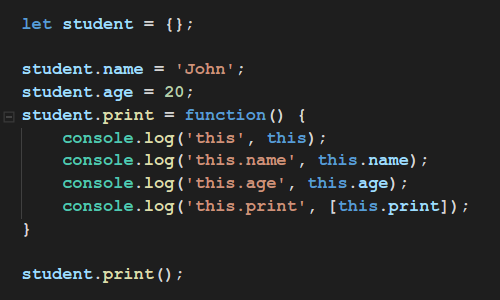 let student = {};
student.name = 'John';
student.age = 20;
student.print = function() {
    console.log('this', this);
    console.log('this.name', this.name);
    console.log('this.age', this.age);
    console.log('this.print', [this.print]);
}
student.print();